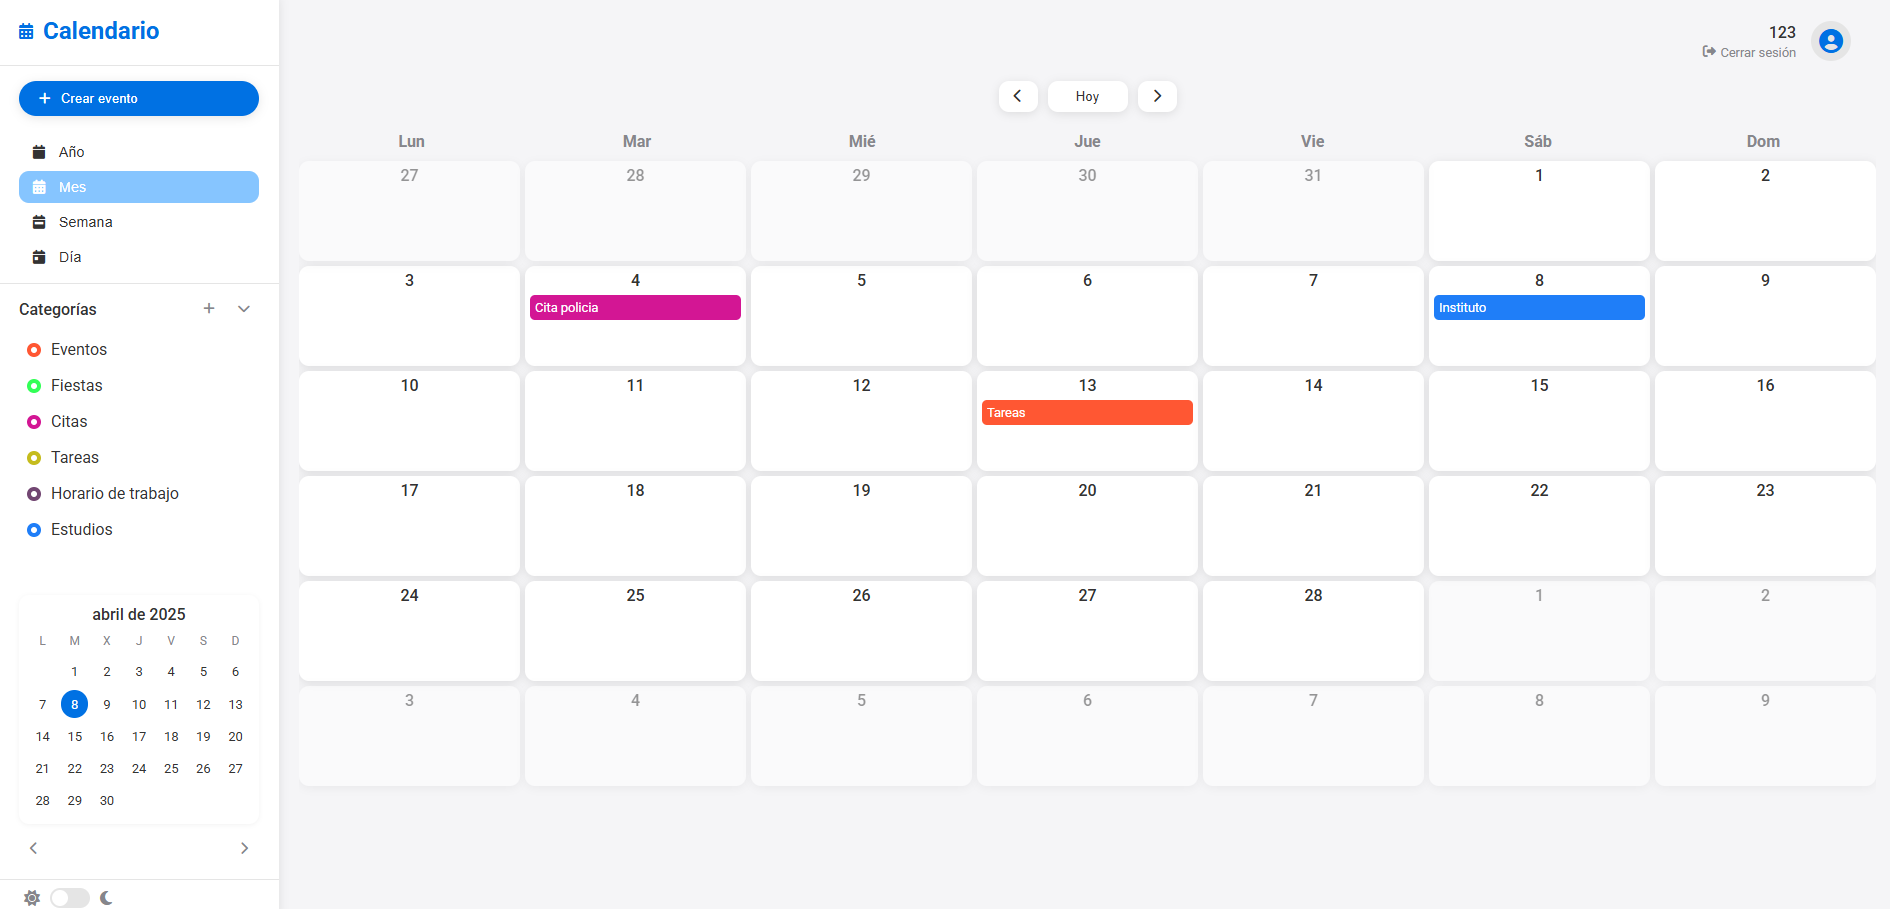 Calendario
Crear evento
Año
Mes
Semana
Día
Categorías
Eventos
Fiestas
Citas
Tareas
Horario de trabajo
Estudios
abril de 2025
L M X J V S D
1 2 3 4 5 6
7 8 9 10 11 12 13
14 15 16 17 18 19 20
21 22 23 24 25 26 27
28 29 30
123
Cerrar sesión
Hoy
Lun Mar Mié Jue Vie Sáb Dom
27 28 29 30 31 1 2
3 4 5 6 7 8 9
Cita policia Instituto
10 11 12 13 14 15 16
Tareas
17 18 19 20 21 22 23
24 25 26 27 28 1 2
3 4 5 6 7 8 9